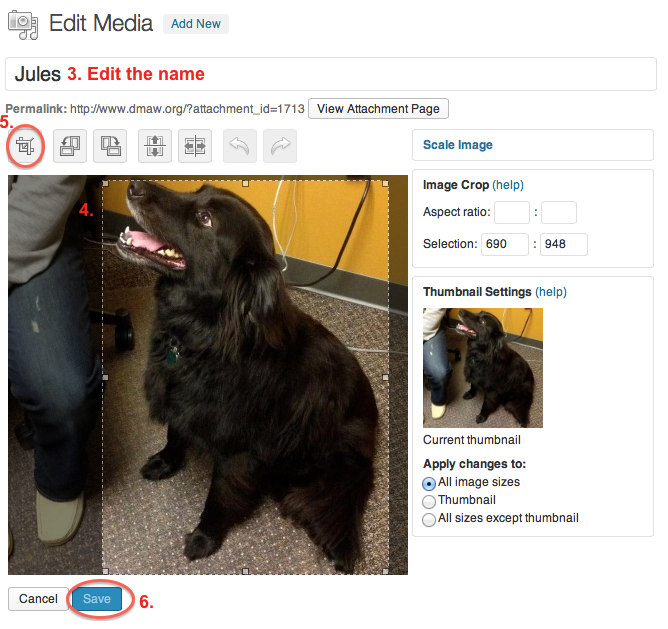 Edit Media Add New
Jules 3. Edit the name
Permalink: http://www.dmaw.org/?attachment_id=1713 View Attachment Page
5.
Scale Image
Image Crop (help)
Aspect ratio: :
4.
Selection: 690 : 948
Thumbnail Settings (help)
Current thumbnail
Apply changes to:
All image sizes
Thumbnail
All sizes except thumbnail
Cancel Save 6.